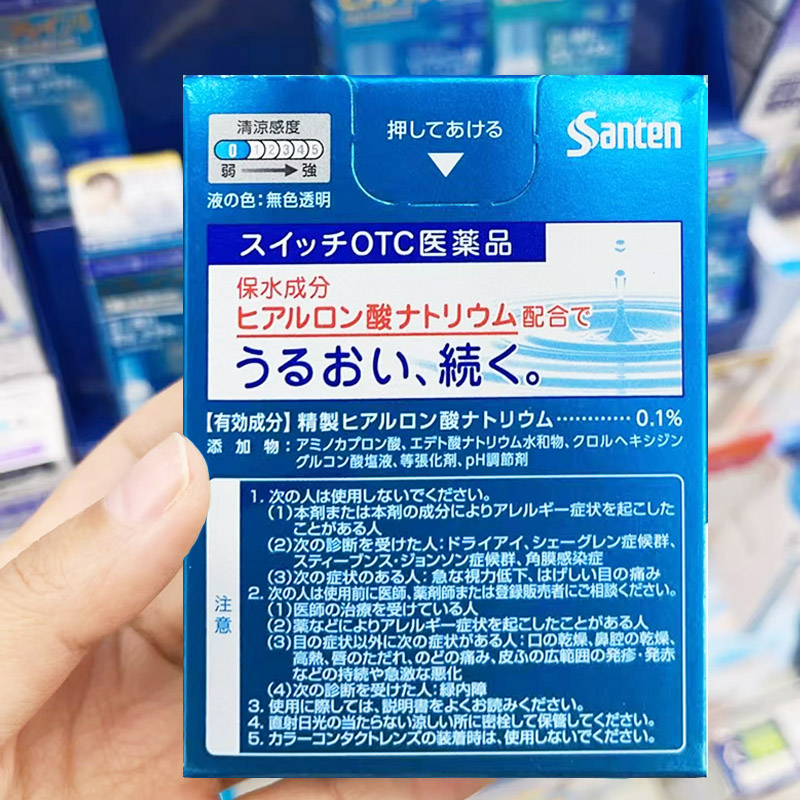 清涼感度
0 1 2 3 4 5
弱 強
液の色：無色透明
押してあける
Santen
スイッチOTC医薬品
保水成分
ヒアルロン酸ナトリウム配合で
うるおい、続く。
【有効成分】精製ヒアルロン酸ナトリウム…………0.1%
添加物：アミノカプロン酸、エデト酸ナトリウム水和物、クロルヘキシジン
グルコン酸塩液、等張化剤、pH調節剤
注意
1. 次の人は使用しないでください。
(1)本剤または本剤の成分によりアレルギー症状を起こした
ことがある人
(2)次の診断を受けた人：ドライアイ、シェーグレン症候群、
スティーブンス・ジョンソン症候群、角膜感染症
(3)次の症状のある人：急な視力低下、はげしい目の痛み
2. 次の人は使用前に医師、薬剤師または登録販売者にご相談ください。
(1)医師の治療を受けている人
(2)薬などによりアレルギー症状を起こしたことがある人
(3)目の症状以外に次の症状がある人：口の乾燥、鼻腔の乾燥、
高熱、唇のただれ、のどの痛み、皮ふの広範囲の発疹・発赤
などの持続や急激な悪化
(4)次の診断を受けた人：緑内障
3. 使用に際しては、説明書をよくお読みください。
4. 直射日光の当たらない涼しい所に密栓して保管してください。
5. カラーコンタクトレンズの装着時は、使用しないでください。